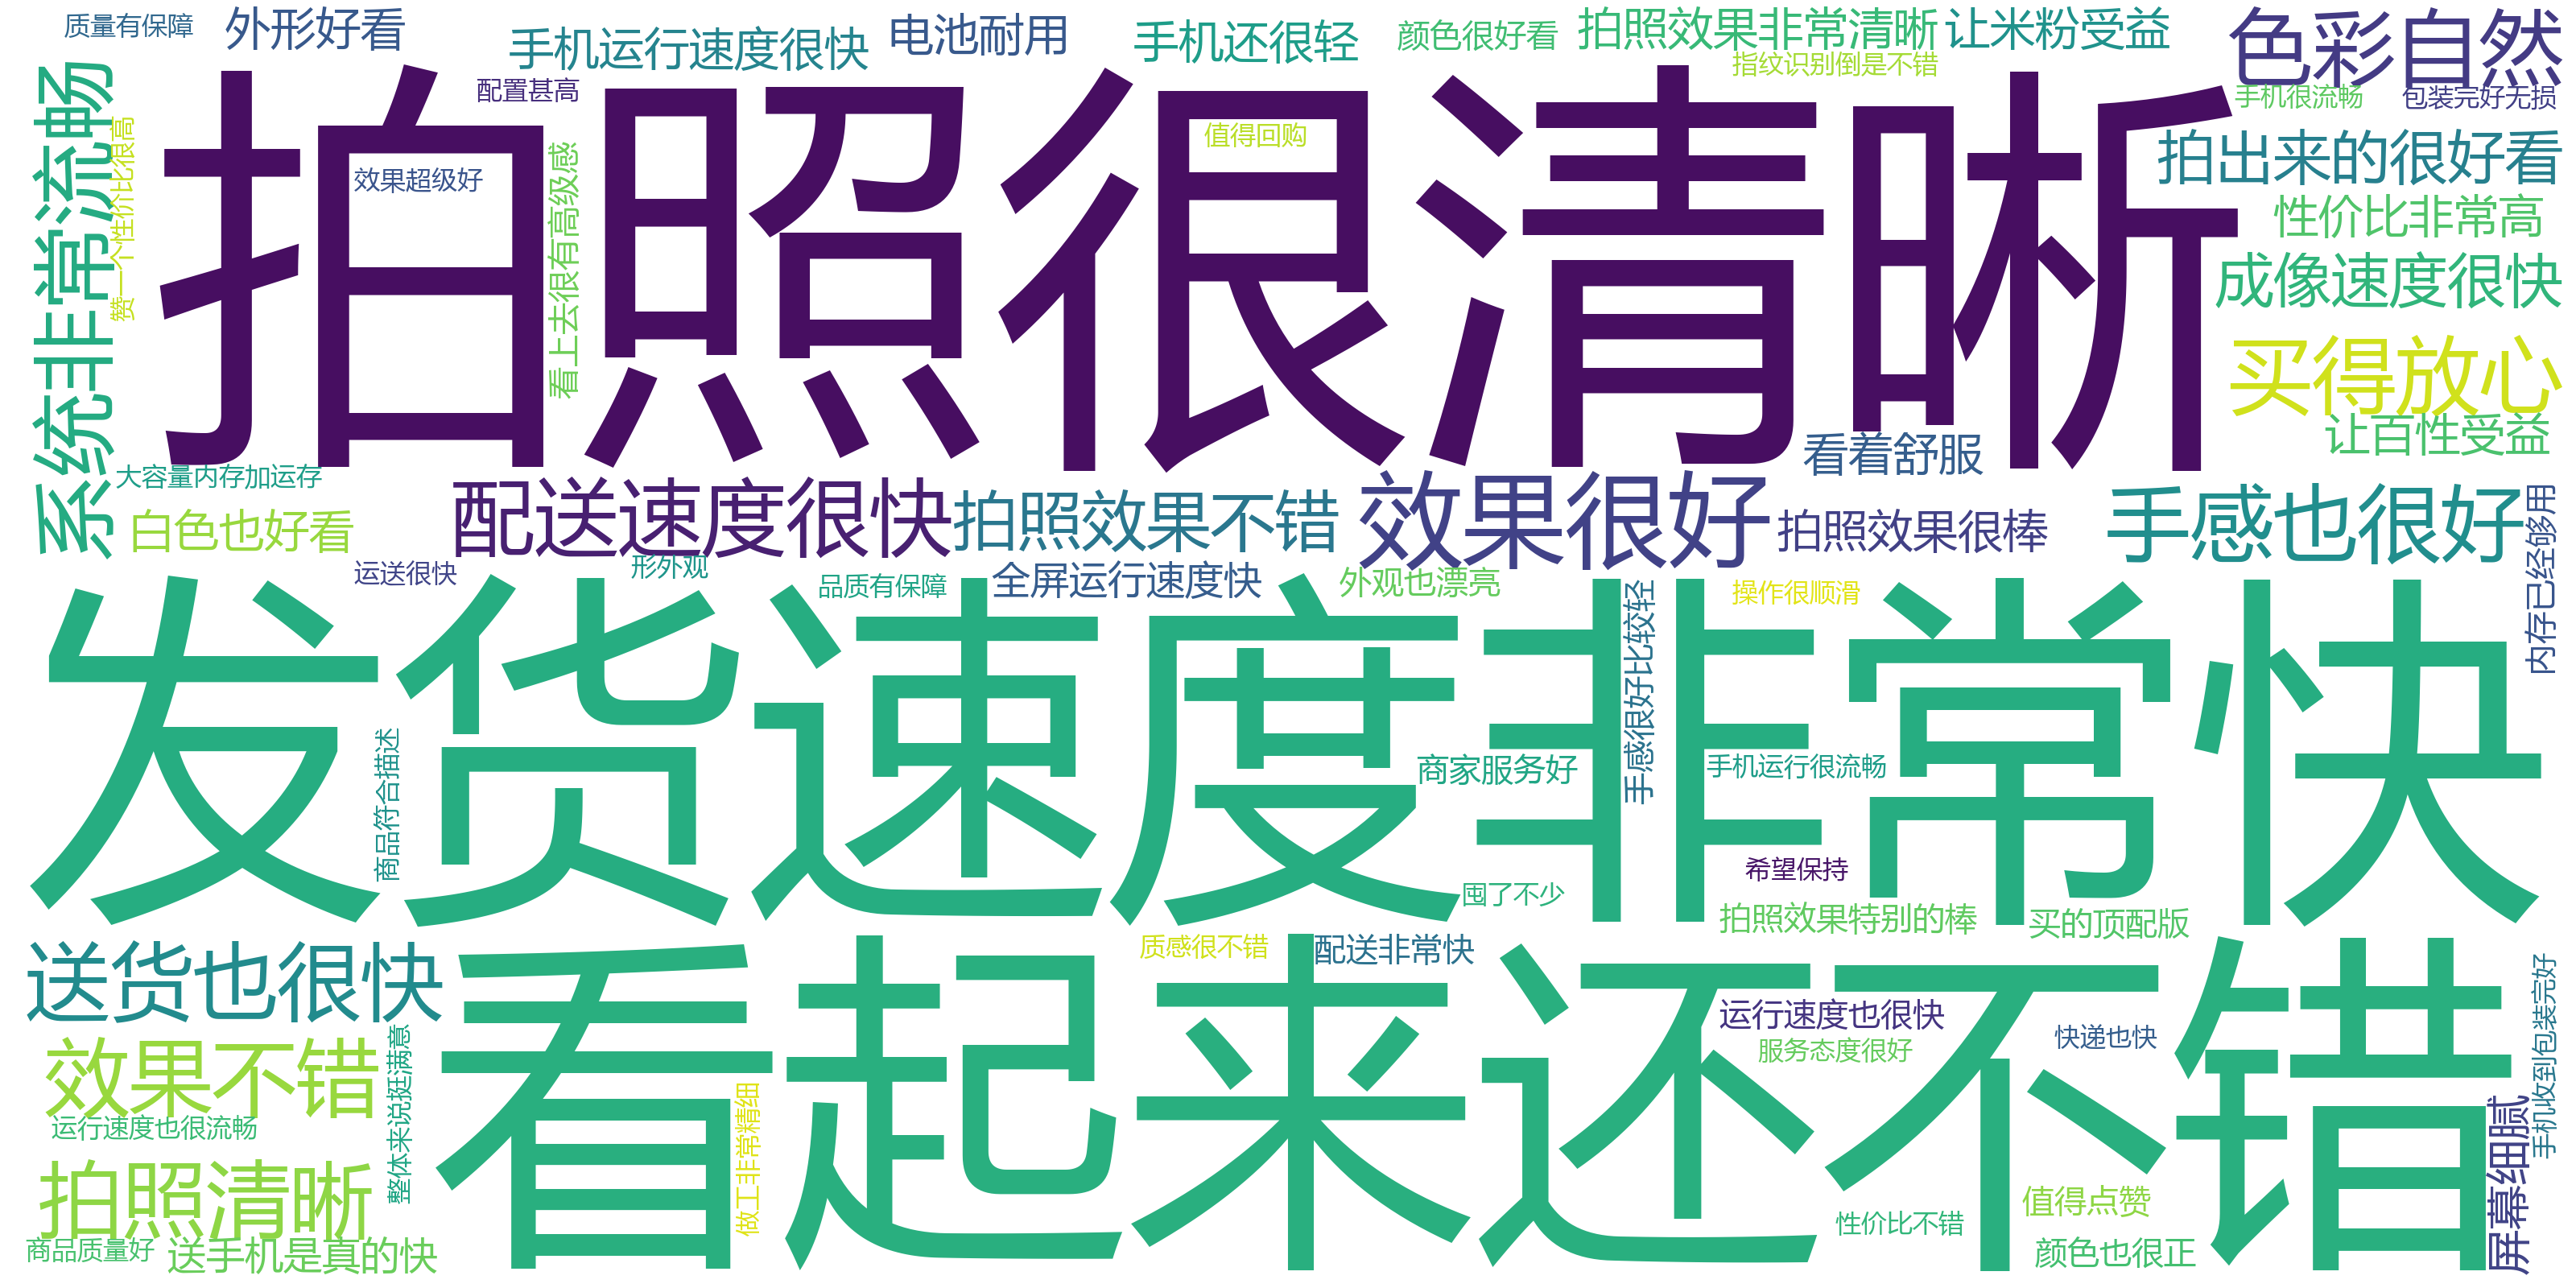 质量有保障
外形好看
手机运行速度很快
电池耐用
手机还很轻
颜色很好看
拍照效果非常清晰
让米粉受益
色彩自然
指纹识别倒是不错
配置甚高
手机很流畅
包装完好无损
系统非常流畅
赞一个性价比很高
拍照很清晰
效果超级好
看上去很有高级感
值得回购
拍出来的很好看
性价比非常高
成像速度很快
买得放心
让百性受益
看着舒服
大容量内存加运存
白色也好看
配送速度很快
拍照效果不错
效果很好
拍照效果很棒
手感也很好
内存已经够用
运送很快
形外观
品质有保障
全屏运行速度快
外观也漂亮
手感很好比较轻
操作很顺滑
发货速度非常快
商品符合描述
商家服务好
手机运行很流畅
希望保持
囤了不少
拍照效果特别的棒
买的顶配版
送货也很快
质感很不错
配送非常快
看起来还不错
运行速度也很快
服务态度很好
快递也快
手机收到包装完好
效果不错
整体来说挺满意
做工非常精细
运行速度也很流畅
屏幕细腻
拍照清晰
值得点赞
性价比不错
商品质量好
送手机是真的快
颜色也很正